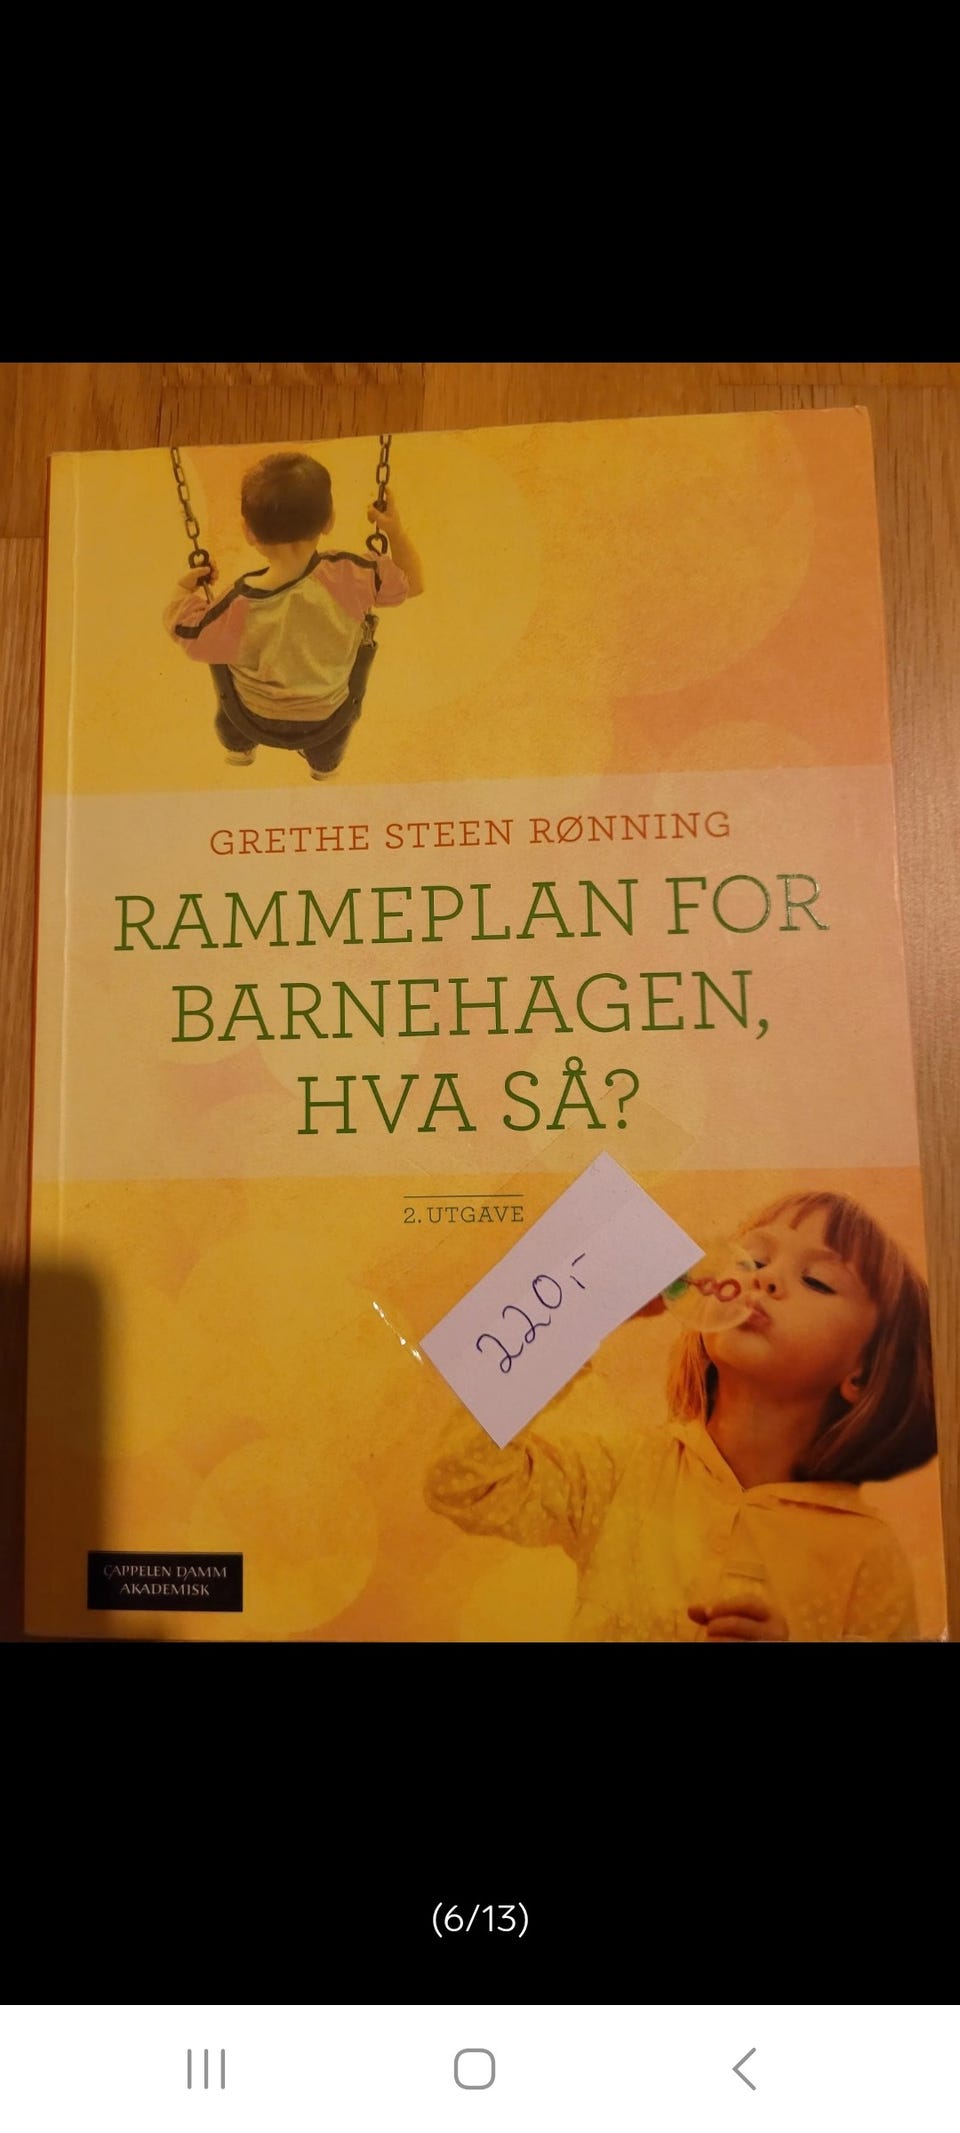 GRETHE STEEN RØNNING
RAMMEPLAN FOR
BARNEHAGEN,
HVA SÅ?
2. UTGAVE
220,-
CAPPELEN DAMM
AKADEMISK
(6/13)